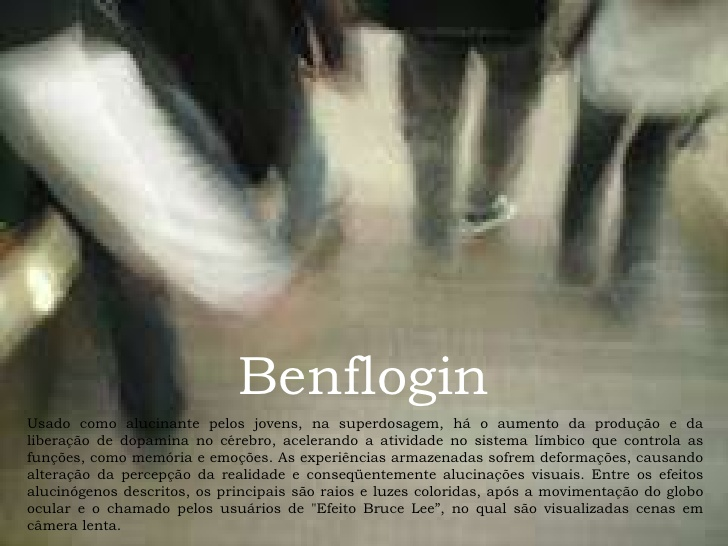 Benflogin
Usado como alucinante pelos jovens, na superdosagem, há o aumento da produção e da
liberação de dopamina no cérebro, acelerando a atividade no sistema límbico que controla as
funções, como memória e emoções. As experiências armazenadas sofrem deformações, causando
alteração da percepção da realidade e conseqüentemente alucinações visuais. Entre os efeitos
alucinógenos descritos, os principais são raios e luzes coloridas, após a movimentação do globo
ocular e o chamado pelos usuários de "Efeito Bruce Lee”, no qual são visualizadas cenas em
câmera lenta.